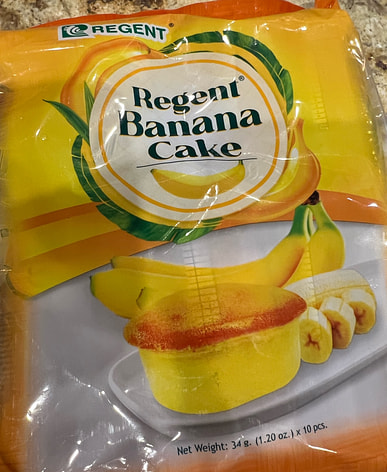 REGENT®
Regent®
Banana
Cake
Net Weight: 34 g. (1.20 oz.) x 10 pcs.